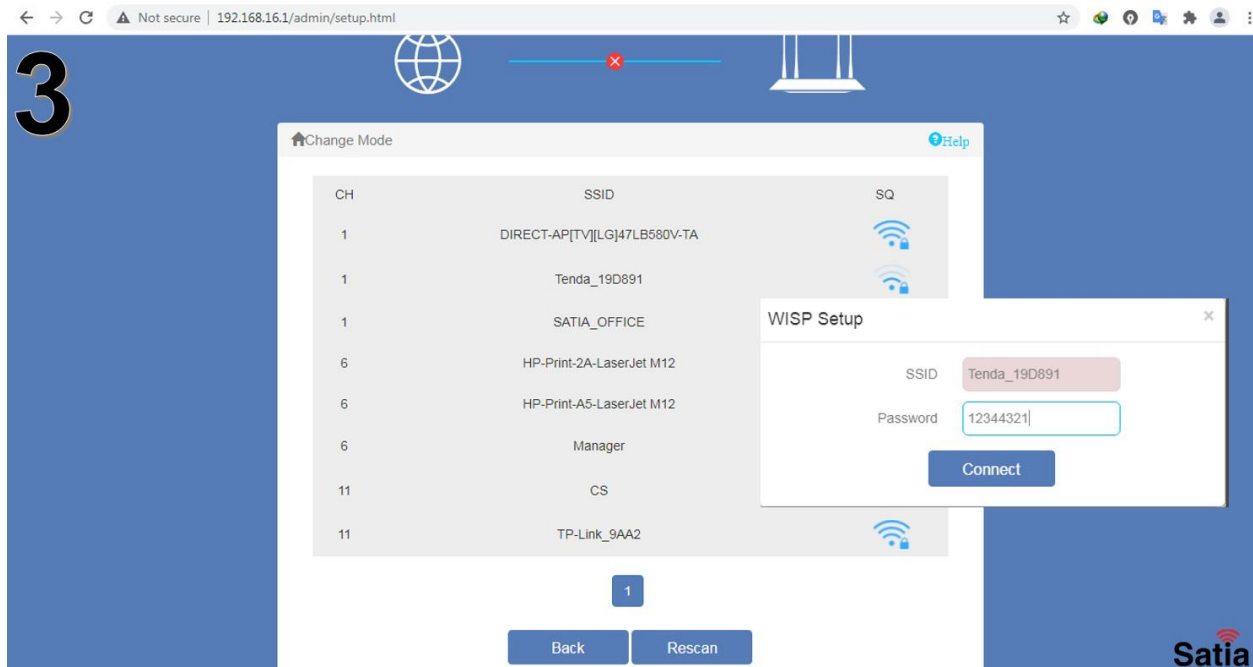 Not secure | 192.168.16.1/admin/setup.html
3
Change Mode
Help
CH SSID SQ
1 DIRECT-AP[TV][LG]47LB580V-TA
1 Tenda_19D891
1 SATIA_OFFICE
6 HP-Print-2A-LaserJet M12
6 HP-Print-A5-LaserJet M12
6 Manager
11 CS
11 TP-Link_9AA2
WISP Setup ×
SSID Tenda_19D891
Password 12344321
Connect
1
Back Rescan
Satia